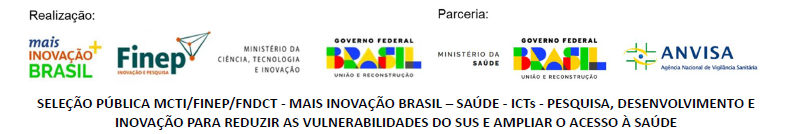 Realização:
Parceria:
mais
INOVAÇÃO
BRASIL
Finep
INOVAÇÃO E PESQUISA
MINISTÉRIO DA
CIÊNCIA, TECNOLOGIA
E INOVAÇÃO
GOVERNO FEDERAL
BRASIL
UNIÃO E RECONSTRUÇÃO
MINISTÉRIO DA
SAÚDE
GOVERNO FEDERAL
BRASIL
UNIÃO E RECONSTRUÇÃO
ANVISA
Agência Nacional de Vigilância Sanitária
SELEÇÃO PÚBLICA MCTI/FINEP/FNDCT - MAIS INOVAÇÃO BRASIL – SAÚDE - ICTs - PESQUISA, DESENVOLVIMENTO E
INOVAÇÃO PARA REDUZIR AS VULNERABILIDADES DO SUS E AMPLIAR O ACESSO À SAÚDE